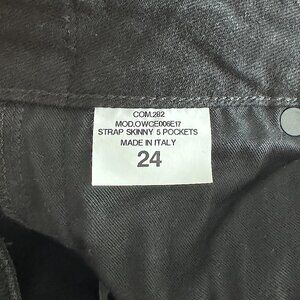 COM.282
MOD.OWCE006E17
STRAP SKINNY 5 POCKETS
MADE IN ITALY
24